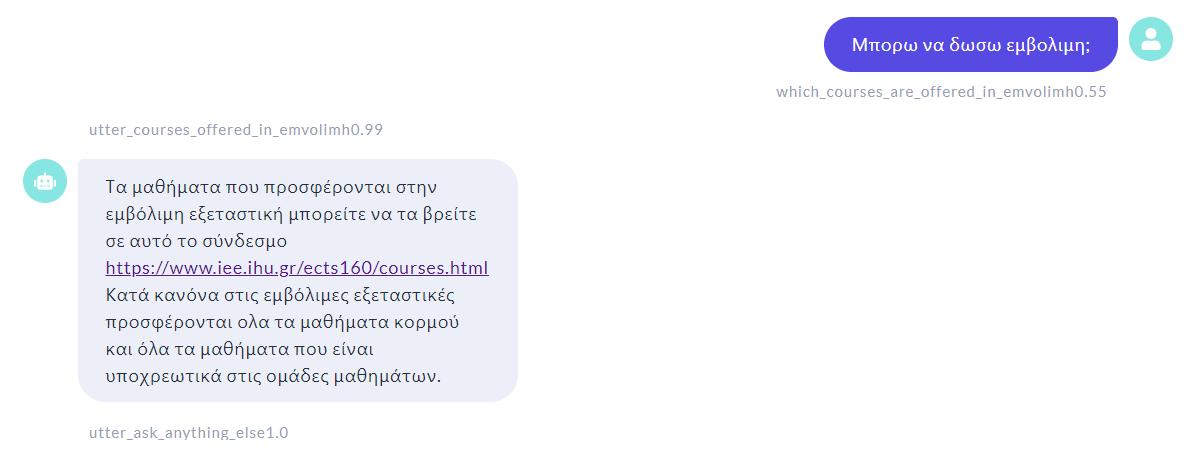 Μπορω να δωσω εμβολιμη;
which_courses_are_offered_in_emvolimh0.55
utter_courses_offered_in_emvolimh0.99
Τα μαθήματα που προσφέρονται στην
εμβόλιμη εξεταστική μπορείτε να τα βρείτε
σε αυτό το σύνδεσμο
https://www.iee.ihu.gr/ects160/courses.html
Κατά κανόνα στις εμβόλιμες εξεταστικές
προσφέρονται ολα τα μαθήματα κορμού
και όλα τα μαθήματα που είναι
υποχρεωτικά στις ομάδες μαθημάτων.
utter_ask_anything_else1.0